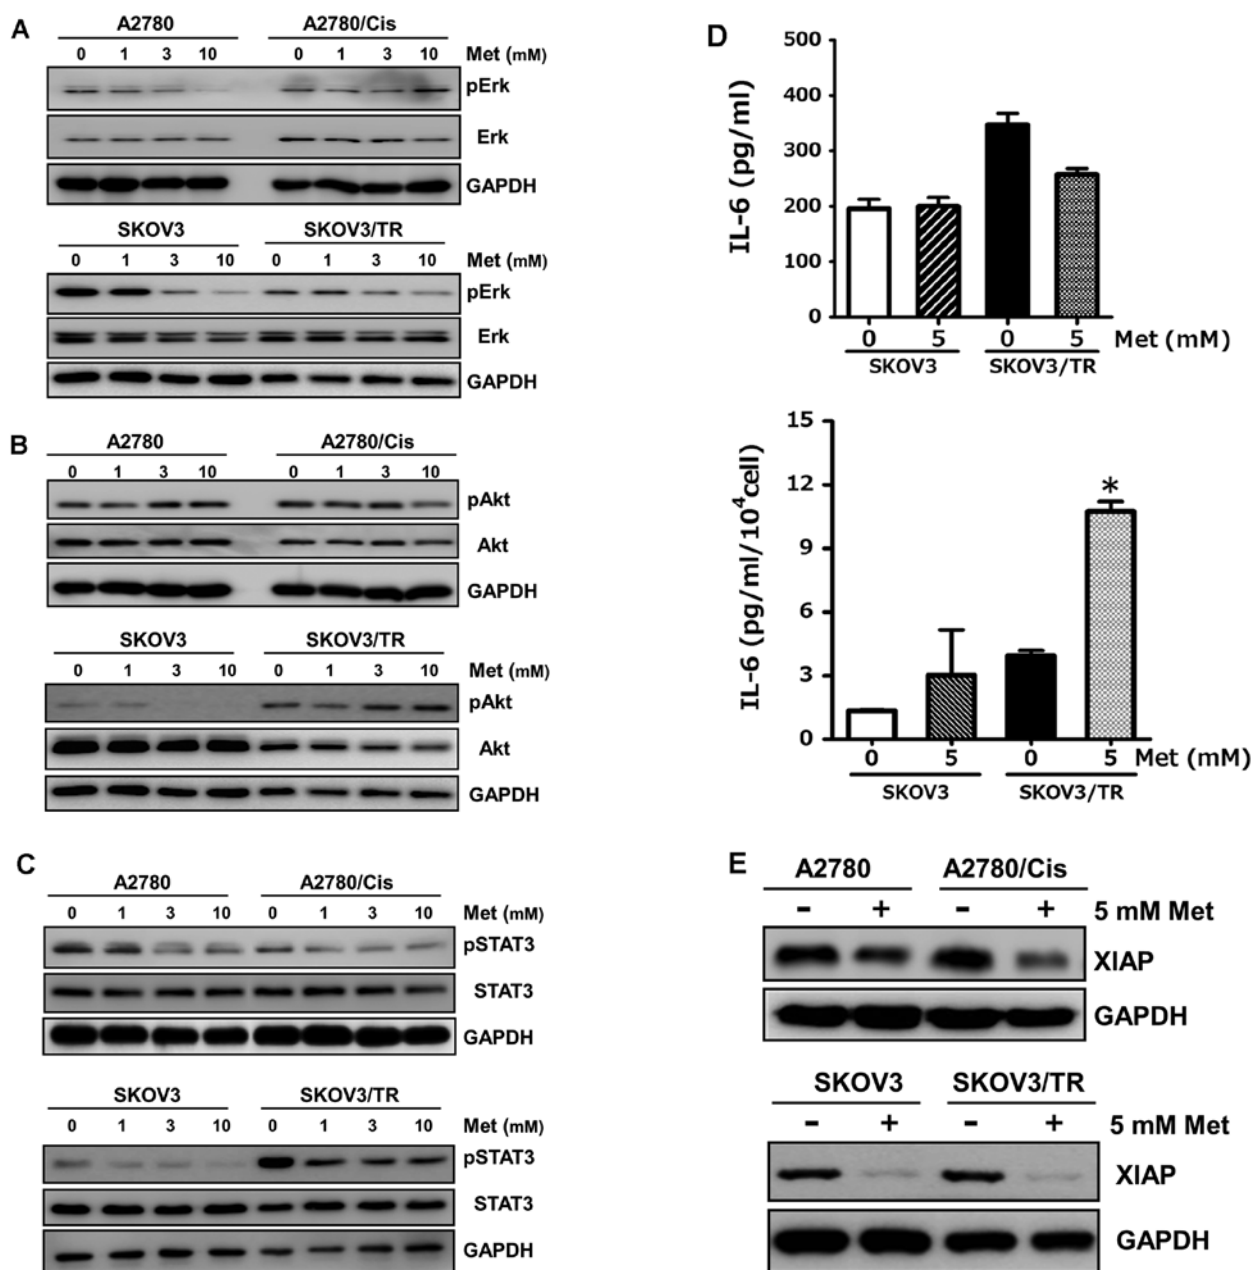 A
A2780 A2780/Cis
0 1 3 10 0 1 3 10 Met (mM)
pErk
Erk
GAPDH
SKOV3 SKOV3/TR
0 1 3 10 0 1 3 10 Met (mM)
pErk
Erk
GAPDH
B
A2780 A2780/Cis
0 1 3 10 0 1 3 10
pAkt
Akt
GAPDH
SKOV3 SKOV3/TR
0 1 3 10 0 1 3 10 Met (mM)
pAkt
Akt
GAPDH
C
A2780 A2780/Cis
0 1 3 10 0 1 3 10 Met (mM)
pSTAT3
STAT3
GAPDH
SKOV3 SKOV3/TR
0 1 3 10 0 1 3 10 Met (mM)
pSTAT3
STAT3
GAPDH
D
IL-6 (pg/ml)
500
400
300
200
100
0
0 5 0 5 Met (mM)
SKOV3 SKOV3/TR
IL-6 (pg/ml/10⁴cell)
15
12
9
6
3
0
*
0 5 0 5 Met (mM)
SKOV3 SKOV3/TR
E
A2780 A2780/Cis
- + - + 5 mM Met
XIAP
GAPDH
SKOV3 SKOV3/TR
- + - + 5 mM Met
XIAP
GAPDH